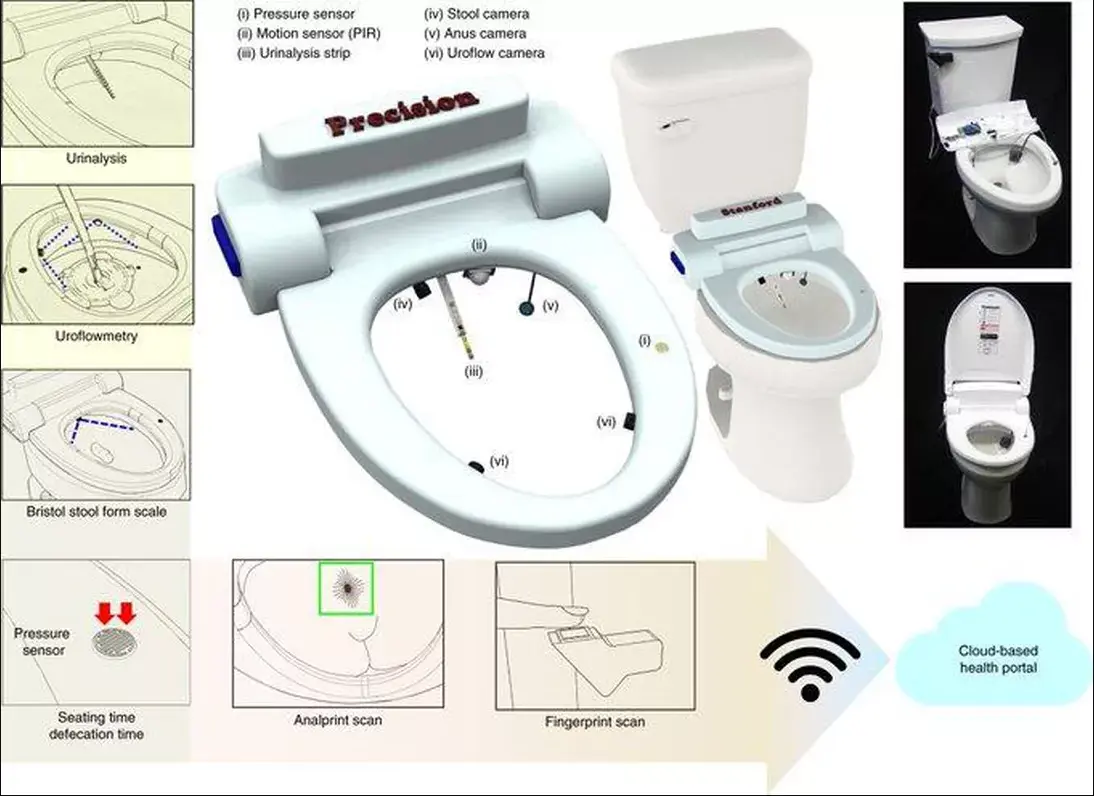 (i) Pressure sensor
(ii) Motion sensor (PIR)
(iii) Urinalysis strip
(iv) Stool camera
(v) Anus camera
(vi) Uroflow camera
Urinalysis
Uroflowmetry
Bristol stool form scale
Precision
(ii)
(iv)
(v)
(iii)
(i)
(vi)
(vi)
Stanford
Pressure
sensor
Seating time
defecation time
Analprint scan
Fingerprint scan
Cloud-based
health portal